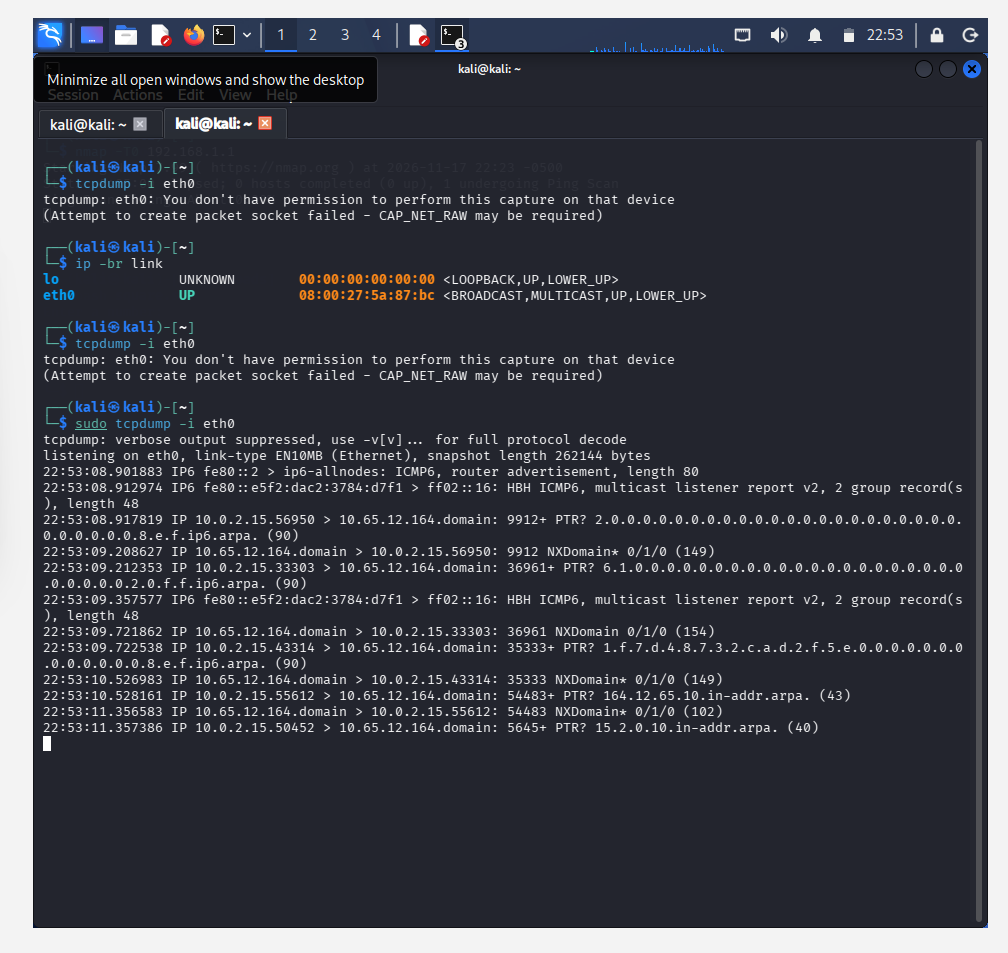 1 2 3 4 3 22:53
kali@kali: ~
Minimize all open windows and show the desktop
Session Actions Edit View Help
kali@kali: ~ kali@kali: ~
┌──(kali㉿kali)-[~]
└─$ tcpdump -i eth0
tcpdump: eth0: You don't have permission to perform this capture on that device
(Attempt to create packet socket failed - CAP_NET_RAW may be required)
┌──(kali㉿kali)-[~]
└─$ ip -br link
lo UNKNOWN 00:00:00:00:00:00 <LOOPBACK,UP,LOWER_UP>
eth0 UP 08:00:27:5a:87:bc <BROADCAST,MULTICAST,UP,LOWER_UP>
┌──(kali㉿kali)-[~]
└─$ tcpdump -i eth0
tcpdump: eth0: You don't have permission to perform this capture on that device
(Attempt to create packet socket failed - CAP_NET_RAW may be required)
┌──(kali㉿kali)-[~]
└─$ sudo tcpdump -i eth0
tcpdump: verbose output suppressed, use -v[v]... for full protocol decode
listening on eth0, link-type EN10MB (Ethernet), snapshot length 262144 bytes
22:53:08.901883 IP6 fe80::2 > ip6-allnodes: ICMP6, router advertisement, length 80
22:53:08.912974 IP6 fe80::e5f2:dac2:3784:d7f1 > ff02::16: HBH ICMP6, multicast listener report v2, 2 group record(s
), length 48
22:53:08.917819 IP 10.0.2.15.56950 > 10.65.12.164.domain: 9912+ PTR? 2.0.0.0.0.0.0.0.0.0.0.0.0.0.0.0.0.0.0.0.0.0.0.
0.0.0.0.0.0.0.8.e.f.ip6.arpa. (90)
22:53:09.208627 IP 10.65.12.164.domain > 10.0.2.15.56950: 9912 NXDomain* 0/1/0 (149)
22:53:09.212353 IP 10.0.2.15.33303 > 10.65.12.164.domain: 36961+ PTR? 6.1.0.0.0.0.0.0.0.0.0.0.0.0.0.0.0.0.0.0.0.0.0
.0.0.0.0.0.2.0.f.f.ip6.arpa. (90)
22:53:09.357577 IP6 fe80::e5f2:dac2:3784:d7f1 > ff02::16: HBH ICMP6, multicast listener report v2, 2 group record(s
), length 48
22:53:09.721862 IP 10.65.12.164.domain > 10.0.2.15.33303: 36961 NXDomain 0/1/0 (154)
22:53:09.722538 IP 10.0.2.15.43314 > 10.65.12.164.domain: 35333+ PTR? 1.f.7.d.4.8.7.3.2.c.a.d.2.f.5.e.0.0.0.0.0.0.0
.0.0.0.0.0.0.0.8.e.f.ip6.arpa. (90)
22:53:10.526983 IP 10.65.12.164.domain > 10.0.2.15.43314: 35333 NXDomain* 0/1/0 (149)
22:53:10.528161 IP 10.0.2.15.55612 > 10.65.12.164.domain: 54483+ PTR? 164.12.65.10.in-addr.arpa. (43)
22:53:11.356583 IP 10.65.12.164.domain > 10.0.2.15.55612: 54483 NXDomain* 0/1/0 (102)
22:53:11.357386 IP 10.0.2.15.50452 > 10.65.12.164.domain: 5645+ PTR? 15.2.0.10.in-addr.arpa. (40)